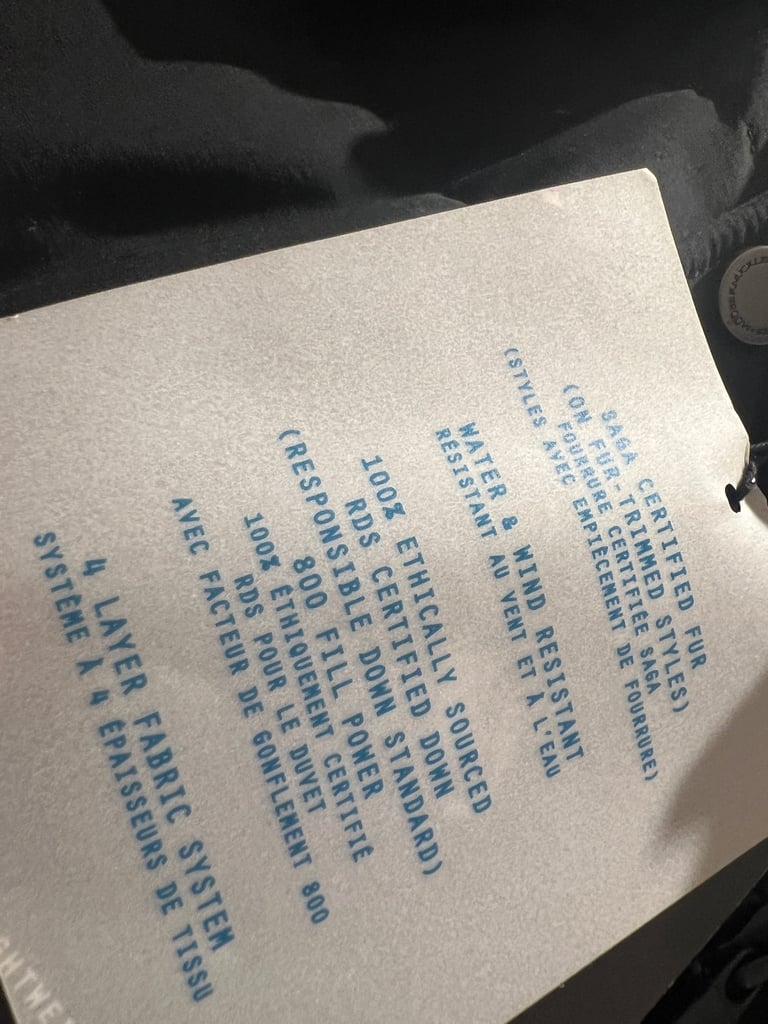 SAGA CERTIFIED FUR
(ON FUR-TRIMMED STYLES)
FOURRURE CERTIFIÉE SAGA
(STYLES AVEC EMPIÈCEMENT DE FOURRURE)
WATER & WIND RESISTANT
RÉSISTANT AU VENT ET À L'EAU
100% ETHICALLY SOURCED
RDS CERTIFIED DOWN
(RESPONSIBLE DOWN STANDARD)
800 FILL POWER
100% ÉTHIQUEMENT CERTIFIÉ
RDS POUR LE DUVET
AVEC FACTEUR DE GONFLEMENT 800
4 LAYER FABRIC SYSTEM
SYSTÈME À 4 ÉPAISSEURS DE TISSU